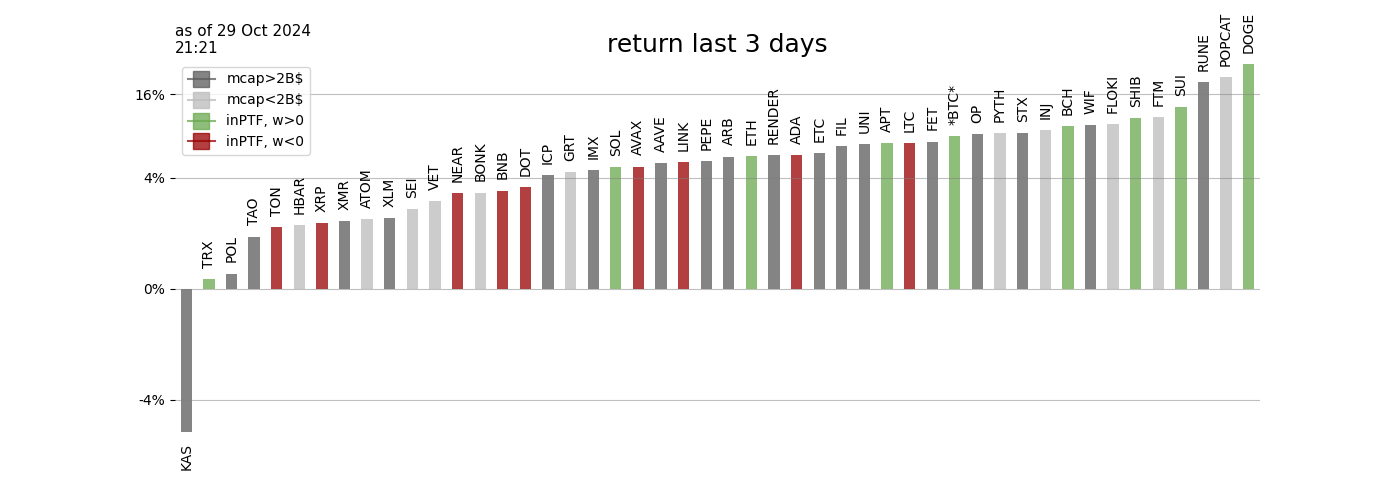 as of 29 Oct 2024
21:21
return last 3 days
mcap>2B$
mcap<2B$
inPTF, w>0
inPTF, w<0
16%
4%
0%
-4%
KAS
TRX
POL
TAO
TON
HBAR
XRP
XMR
ATOM
XLM
SEI
VET
NEAR
BONK
BNB
DOT
ICP
GRT
IMX
SOL
AVAX
AAVE
LINK
PEPE
ARB
ETH
RENDER
ADA
ETC
FIL
UNI
APT
LTC
FET
*BTC*
OP
PYTH
STX
INJ
BCH
WIF
FLOKI
SHIB
FTM
SUI
RUNE
POPCAT
DOGE